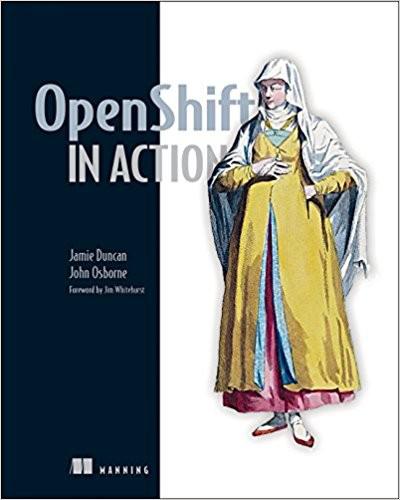 OpenShift
IN ACTION
Jamie Duncan
John Osborne
Foreword by Jim Whitehurst
MANNING